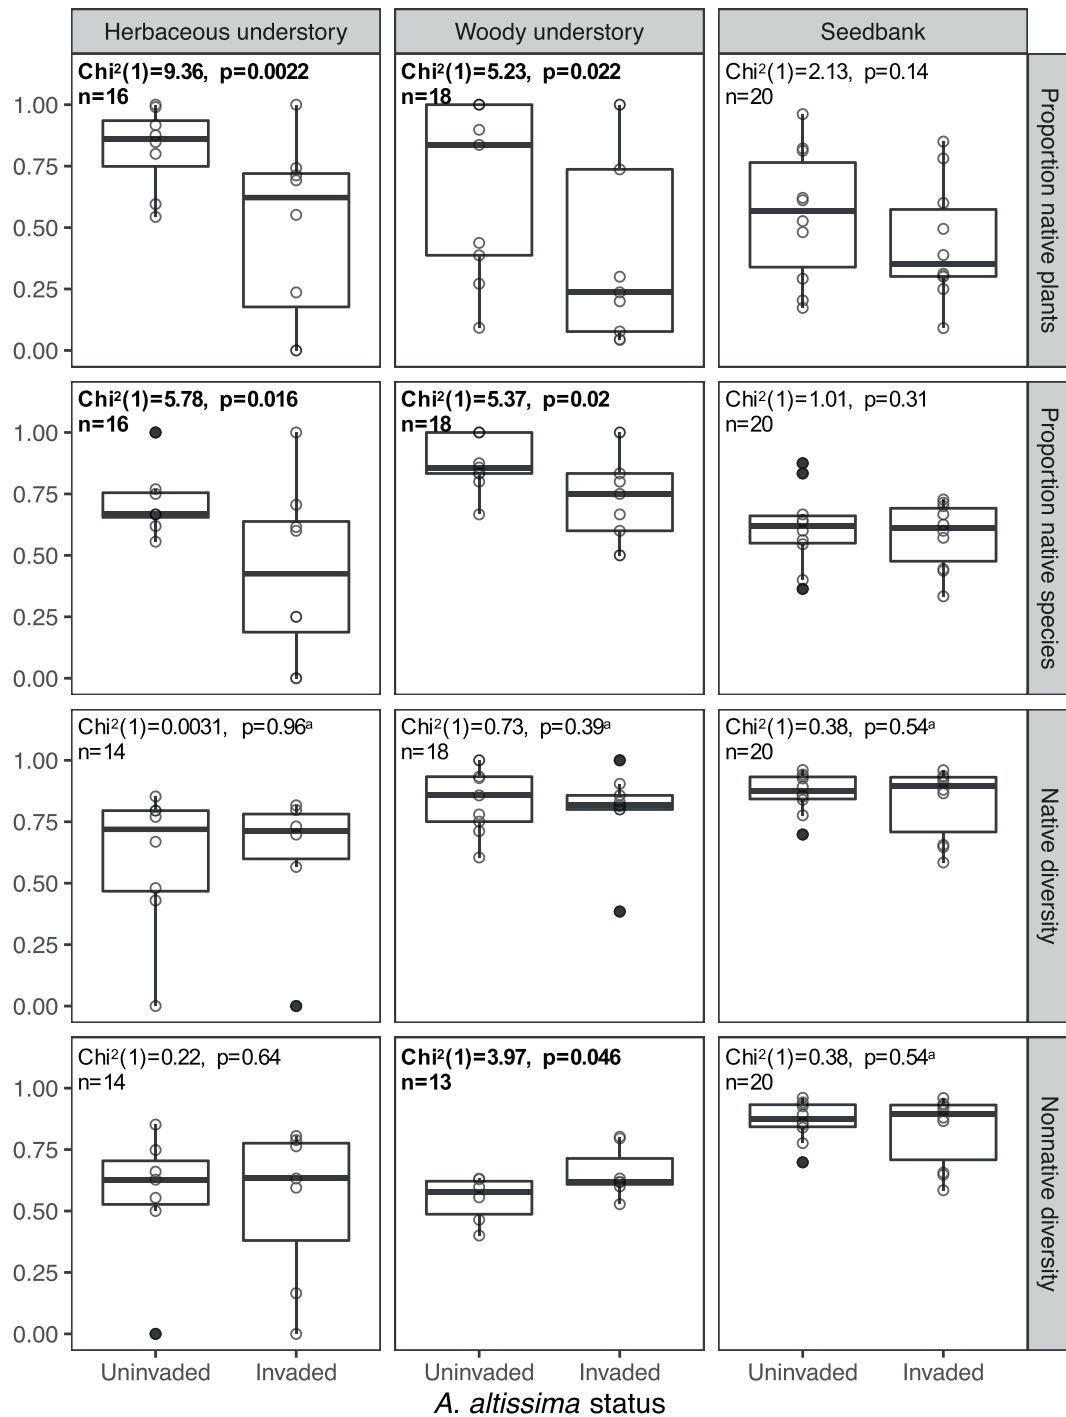 Herbaceous understory
Woody understory
Seedbank
Chi²(1)=9.36, p=0.0022
n=16
Chi²(1)=5.23, p=0.022
n=18
Chi²(1)=2.13, p=0.14
n=20
1.00
0.75
0.50
0.25
0.00
Proportion native plants
Chi²(1)=5.78, p=0.016
n=16
Chi²(1)=5.37, p=0.02
n=18
Chi²(1)=1.01, p=0.31
n=20
1.00
0.75
0.50
0.25
0.00
Proportion native species
Chi²(1)=0.0031, p=0.96ᵃ
n=14
Chi²(1)=0.73, p=0.39ᵃ
n=18
Chi²(1)=0.38, p=0.54ᵃ
n=20
1.00
0.75
0.50
0.25
0.00
Native diversity
Chi²(1)=0.22, p=0.64
n=14
Chi²(1)=3.97, p=0.046
n=13
Chi²(1)=0.38, p=0.54ᵃ
n=20
1.00
0.75
0.50
0.25
0.00
Nonnative diversity
Uninvaded Invaded
Uninvaded Invaded
Uninvaded Invaded
A. altissima status